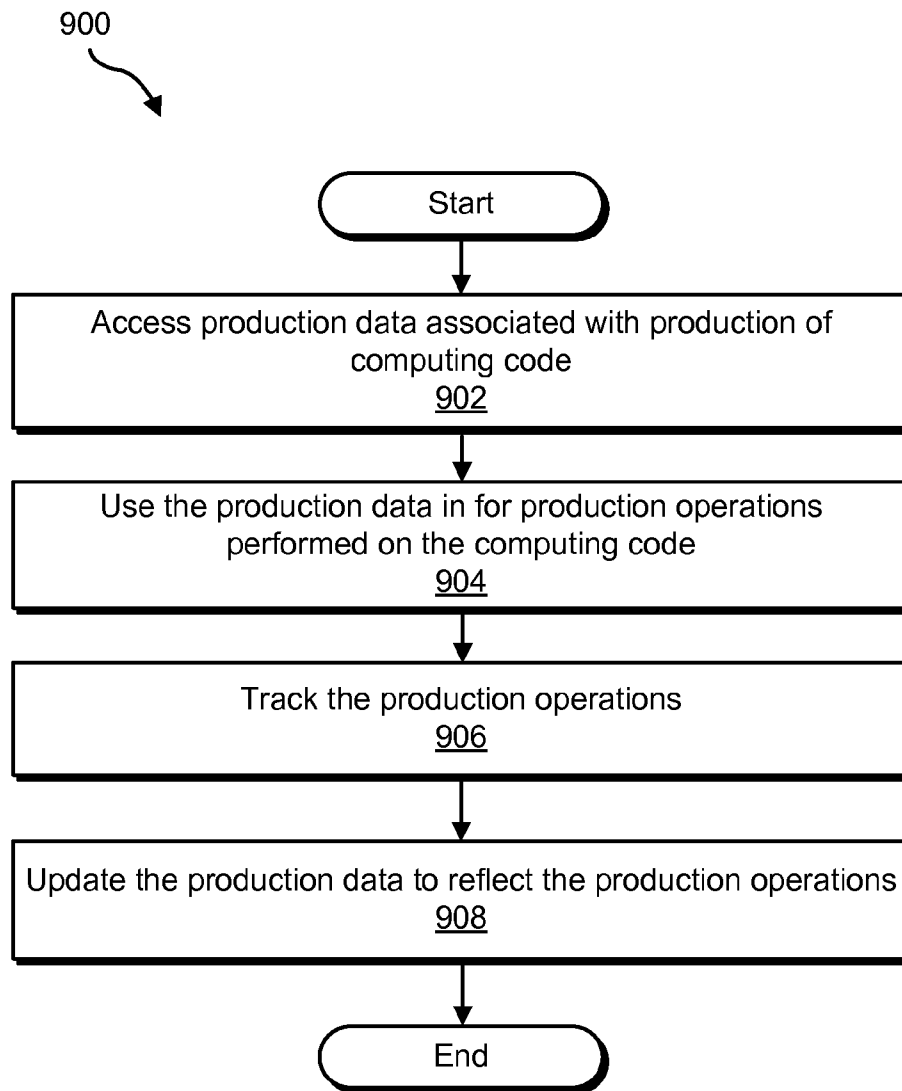 900
Start
Access production data associated with production of
computing code
902
Use the production data in for production operations
performed on the computing code
904
Track the production operations
906
Update the production data to reflect the production operations
908
End